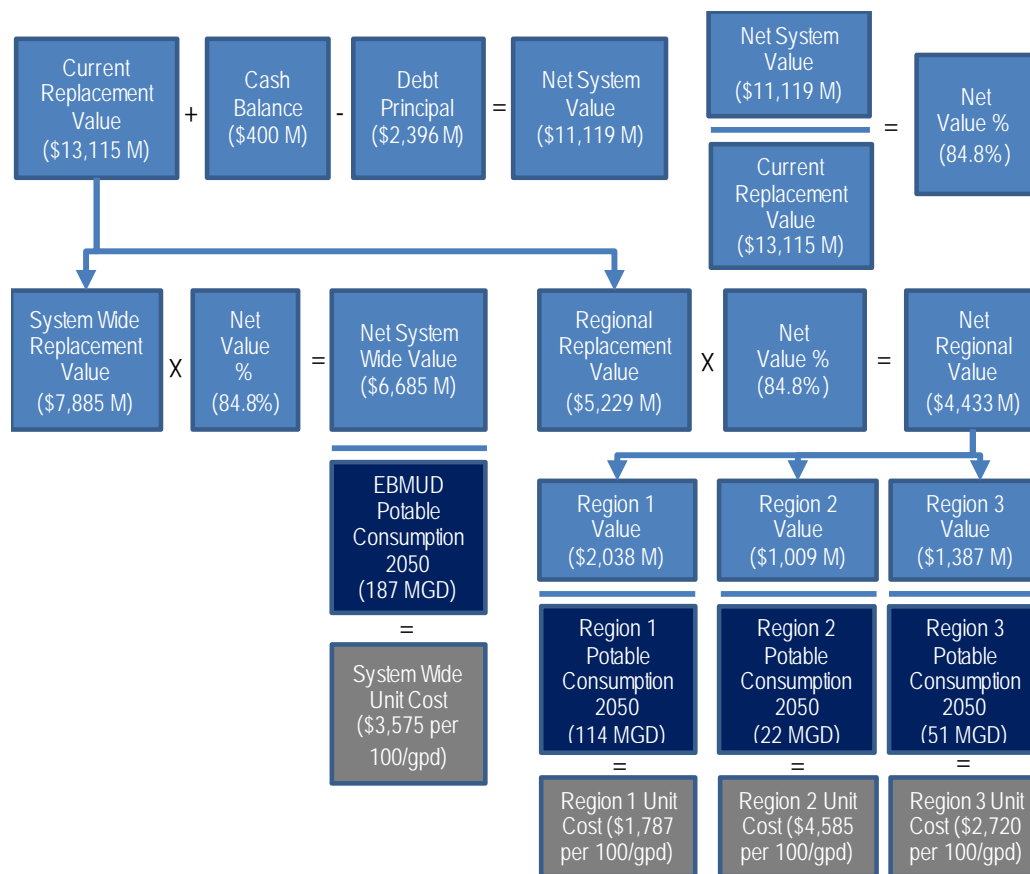 Current
Replacement
Value
($13,115 M)
+
Cash
Balance
($400 M)
-
Debt
Principal
($2,396 M)
=
Net System
Value
($11,119 M)
Net System
Value
($11,119 M)
Current
Replacement
Value
($13,115 M)
=
Net
Value %
(84.8%)
System Wide
Replacement
Value
($7,885 M)
X
Net
Value
%
(84.8%)
=
Net System
Wide Value
($6,685 M)
Regional
Replacement
Value
($5,229 M)
X
Net
Value %
(84.8%)
=
Net
Regional
Value
($4,433 M)
EBMUD
Potable
Consumption
2050
(187 MGD)
=
System Wide
Unit Cost
($3,575 per
100/gpd)
Region 1
Value
($2,038 M)
Region 2
Value
($1,009 M)
Region 3
Value
($1,387 M)
Region 1
Potable
Consumption
2050
(114 MGD)
Region 2
Potable
Consumption
2050
(22 MGD)
Region 3
Potable
Consumption
2050
(51 MGD)
=
=
=
Region 1 Unit
Cost ($1,787
per 100/gpd)
Region 2 Unit
Cost ($4,585
per 100/gpd)
Region 3 Unit
Cost ($2,720
per 100/gpd)